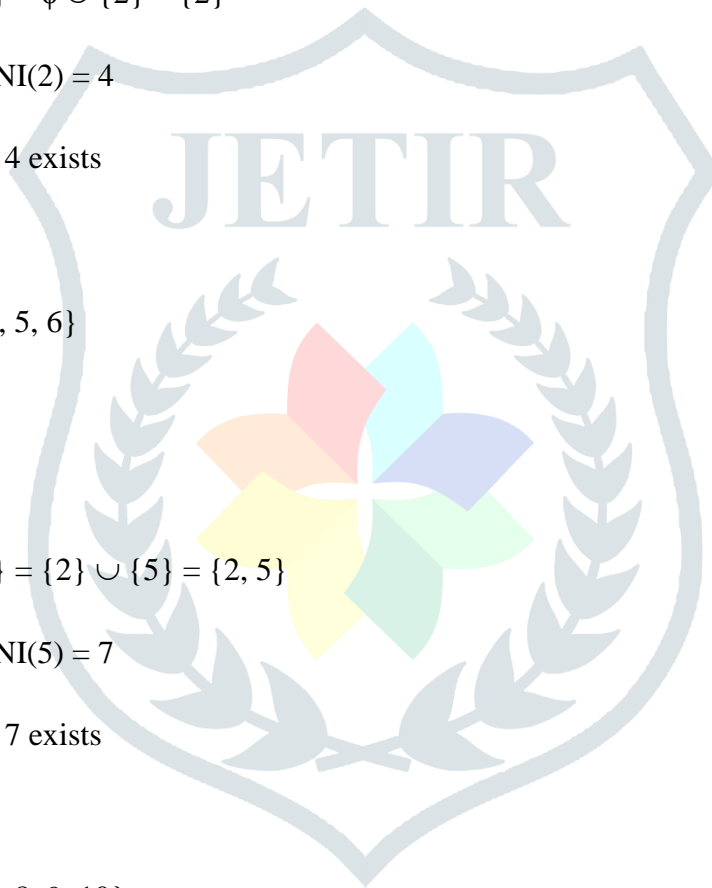 φ ∪ {2} = {2}
NI(2) = 4
4 exists
JETIR
, 5, 6}
} = {2} ∪ {5} = {2, 5}
NI(5) = 7
7 exists